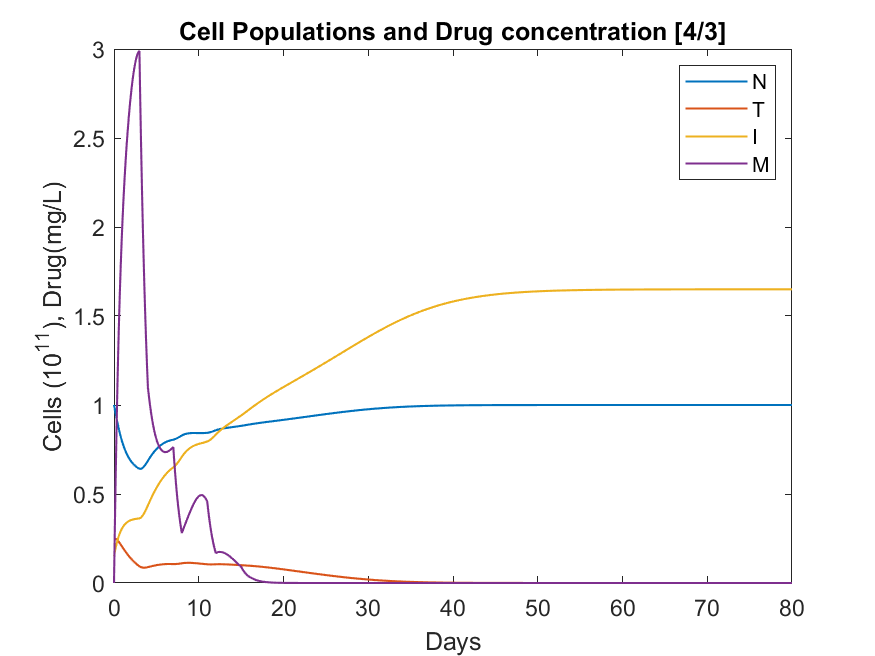 Cell Populations and Drug concentration [4/3]
3
2.5
2
1.5
1
0.5
0
Cells (10^11), Drug(mg/L)
N
T
I
M
0 10 20 30 40 50 60 70 80
Days